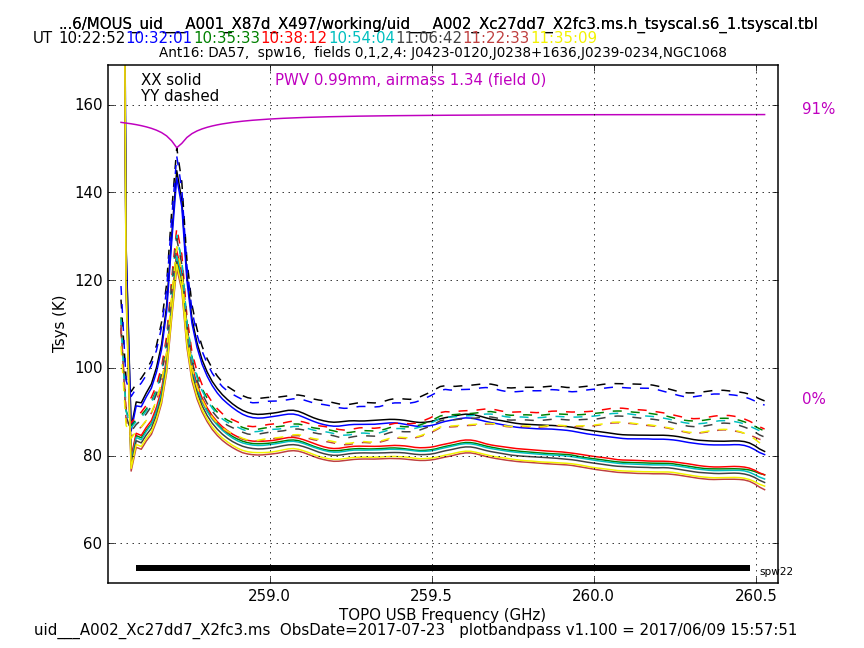 ...6/MOUS_uid___A001_X87d_X497/working/uid___A002_Xc27dd7_X2fc3.ms.h_tsyscal.s6_1.tsyscal.tbl
UT 10:22:52 10:32:01 10:35:33 10:38:12 10:54:04 11:06:42 11:22:33 11:35:09
Ant16: DA57, spw16, fields 0,1,2,4: J0423-0120,J0238+1636,J0239-0234,NGC1068
XX solid
PWV 0.99mm, airmass 1.34 (field 0)
YY dashed
160
91%
140
120
Tsys (K)
100
0%
80
60
spw22
259.0 259.5 260.0 260.5
TOPO USB Frequency (GHz)
uid___A002_Xc27dd7_X2fc3.ms ObsDate=2017-07-23 plotbandpass v1.100 = 2017/06/09 15:57:51